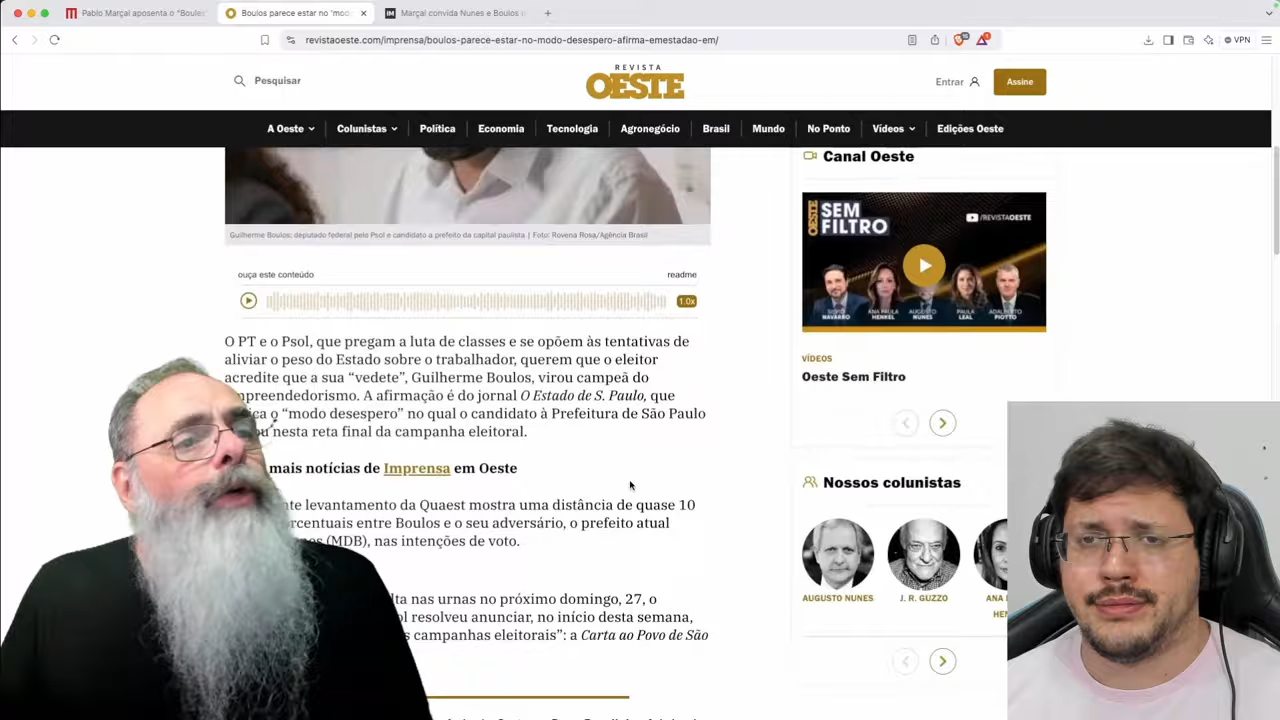 Pablo Marçal aposenta o "Boules
Boulos parece estar no 'modo
Marçal convida Nunes e Boulos
revistaoeste.com/imprensa/boulos-parece-estar-no-modo-desespero-afirma-emestadao-em/
VPN
Pesquisar
REVISTA
OESTE
Entrar
Assine
A Oeste
Colunistas
Política
Economia
Tecnologia
Agronegócio
Brasil
Mundo
No Ponto
Vídeos
Edições Oeste
Guilherme Boulos: deputado federal pelo Psol e candidato a prefeito da capital paulista | Foto: Rovena Rosa/Agência Brasil
ouça este conteúdo
readme
1.0x
O PT e o Psol, que pregam a luta de classes e se opõem às tentativas de
aliviar o peso do Estado sobre o trabalhador, querem que o eleitor
acredite que a sua “vedete”, Guilherme Boulos, virou campeã do
mpreendedorismo. A afirmação é do jornal O Estado de S. Paulo, que
ica o “modo desespero” no qual o candidato à Prefeitura de São Paulo
ou nesta reta final da campanha eleitoral.
mais notícias de Imprensa em Oeste
nte levantamento da Quaest mostra uma distância de quase 10
rcentuais entre Boulos e o seu adversário, o prefeito atual
(MDB), nas intenções de voto.
lta nas urnas no próximo domingo, 27, o
ol resolveu anunciar, no início desta semana,
s campanhas eleitorais”: a Carta ao Povo de São
Canal Oeste
OESTE
SEM
FILTRO
/REVISTAOESTE
SILVIO
NAVARRO
ANA PAULA
HENKEL
AUGUSTO
NUNES
PAULA
LEAL
ADALBERTO
PIOTTO
VÍDEOS
Oeste Sem Filtro
Nossos colunistas
AUGUSTO NUNES
J. R. GUZZO
ANA
HEN